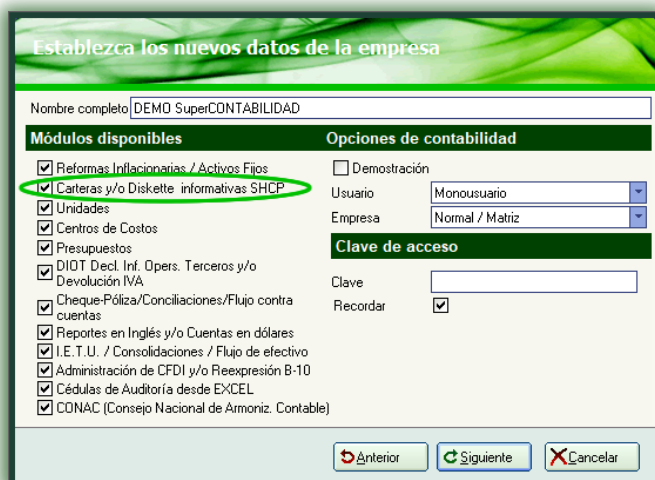 Establezca los nuevos datos de la empresa
Nombre completo DEMO SuperCONTABILIDAD
Módulos disponibles
Reformas Inflacionarias / Activos Fijos
Carteras y/o Diskette informativas SHCP
Unidades
Centros de Costos
Presupuestos
DIOT Decl. Inf. Opers. Terceros y/o
Devolución IVA
Cheque-Póliza/Conciliaciones/Flujo contra
cuentas
Reportes en Inglés y/o Cuentas en dólares
I.E.T.U. / Consolidaciones / Flujo de efectivo
Administración de CFDI y/o Reexpresión B-10
Cédulas de Auditoría desde EXCEL
CONAC (Consejo Nacional de Armoniz. Contable)
Opciones de contabilidad
Demostración
Usuario Monousuario
Empresa Normal / Matriz
Clave de acceso
Clave
Recordar
Anterior Siguiente Cancelar